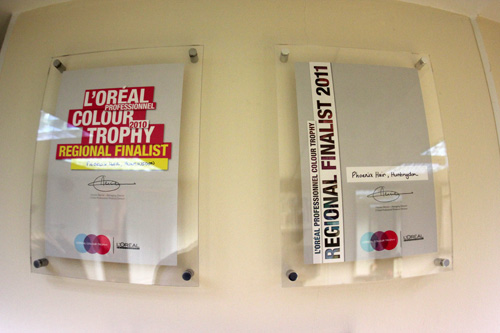 L'ORÉAL
PROFESSIONNEL
COLOUR
2010
TROPHY
REGIONAL FINALIST
L'ORÉAL
L'ORÉAL PROFESSIONNEL COLOUR TROPHY
REGIONAL FINALIST 2011
Phoenix Hair, Huntingdon
L'ORÉAL